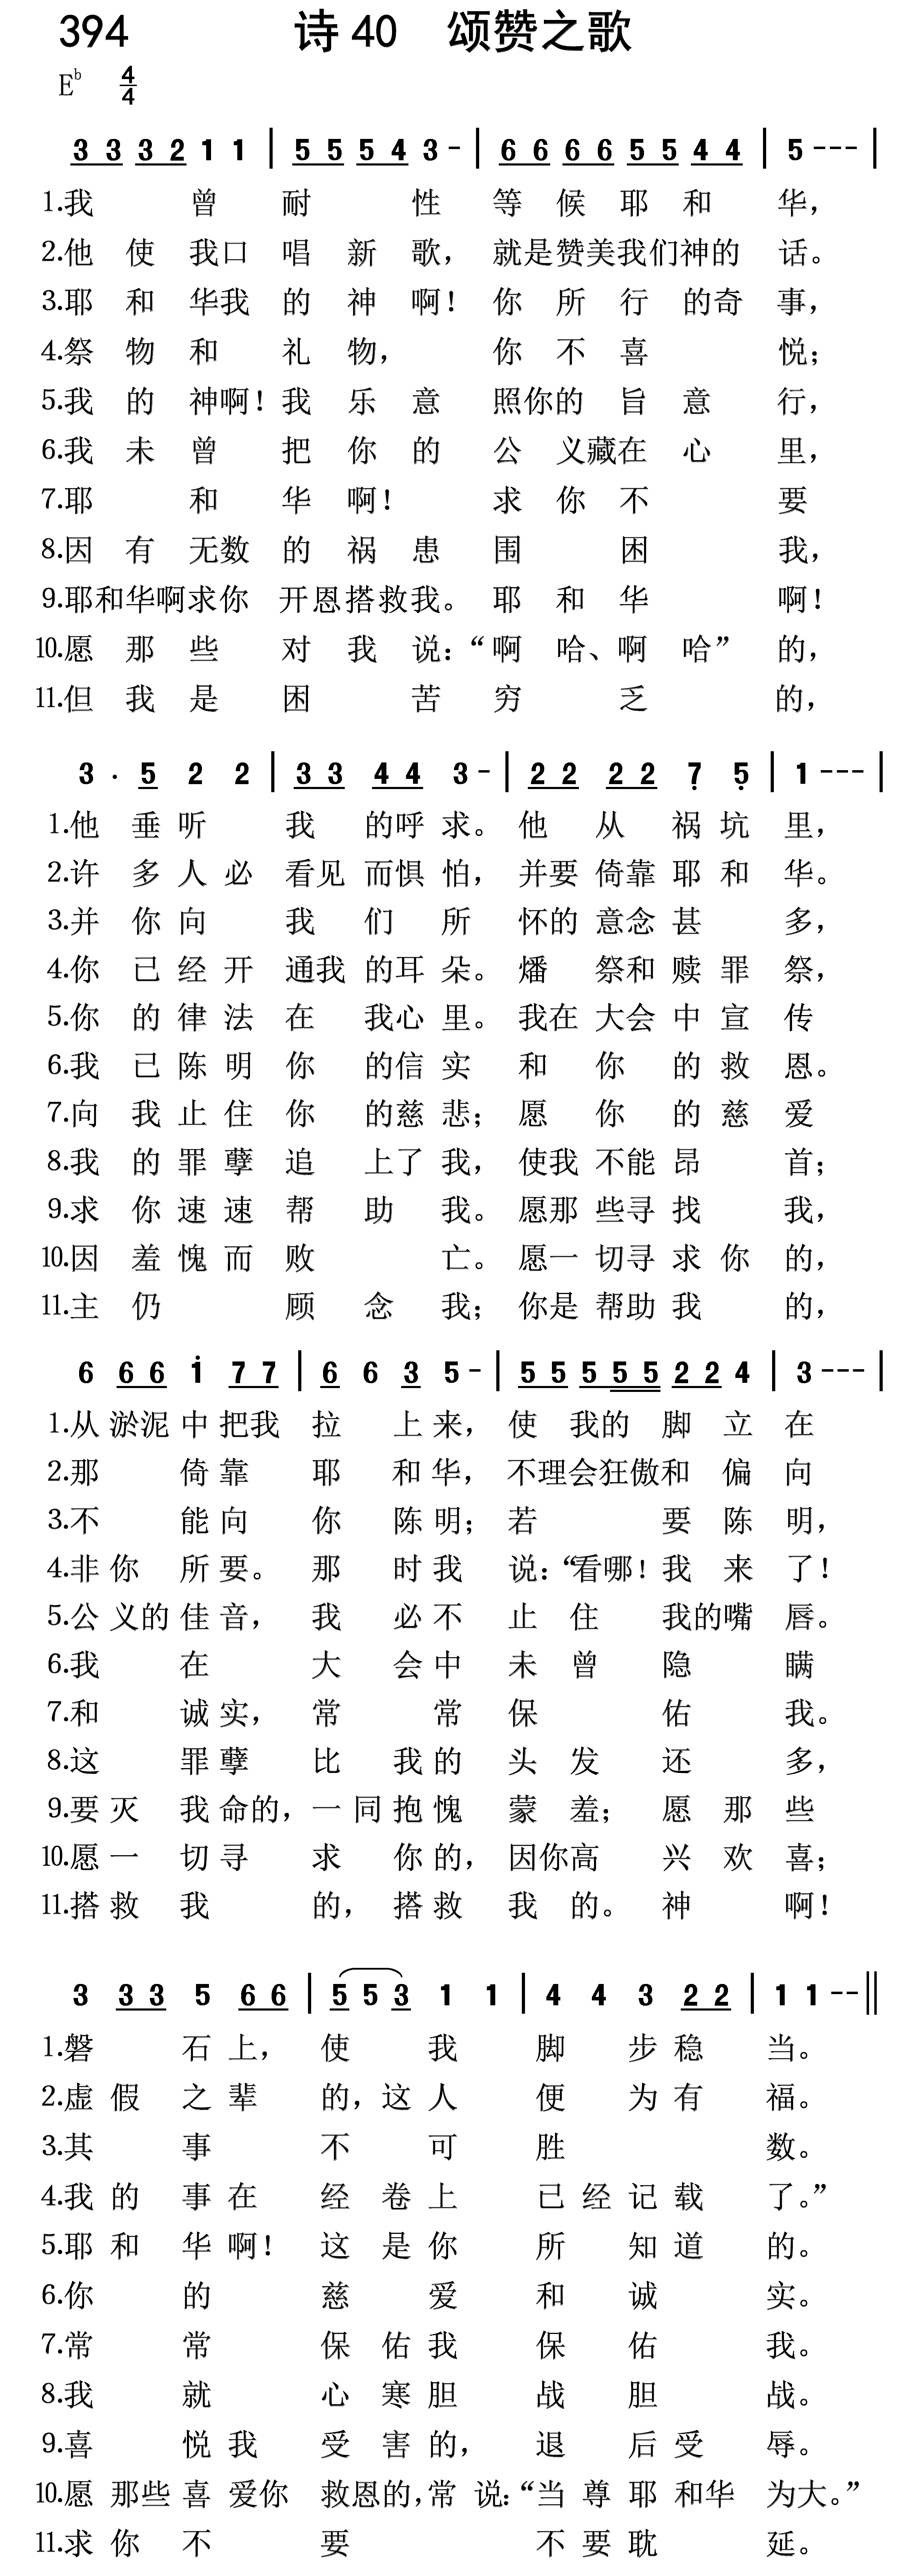 394 诗 40 颂赞之歌
E♭ 4/4
3 3 3 2 1 1 | 5 5 5 4 3 - | 6 6 6 6 5 5 4 4 | 5 - - - |
1.我曾耐性等候耶和华，
2.他使我口唱新歌，就是赞美我们神的话。
3.耶和华我的神啊！你所行的奇事，
4.祭物和礼物，你不喜悦；
5.我的神啊！我乐意照你的旨意行，
6.我未曾把你的公义藏在心里，
7.耶和华啊！求你不要
8.因有无数的祸患围困我，
9.耶和华啊求你开恩搭救我。耶和华啊！
10.愿那些对我说：“啊哈、啊哈”的，
11.但我是困苦穷乏的，
3 · 5 2 2 | 3 3 4 4 3 - | 2 2 2 2 7̣ 5̣ | 1 - - - |
1.他垂听我的呼求。他从祸坑里，
2.许多人必看见而惧怕，并要倚靠耶和华。
3.并你向我们所怀的意念甚多，
4.你已经开通我的耳朵。燔祭和赎罪祭，
5.你的律法在我心里。我在大会中宣传
6.我已陈明你的信实和你的救恩。
7.向我止住你的慈悲；愿你的慈爱
8.我的罪孽追上了我，使我不能昂首；
9.求你速速帮助我。愿那些寻找我，
10.因羞愧而败亡。愿一切寻求你的，
11.主仍顾念我；你是帮助我的，
6 6 6 1̇ 7 7 | 6 6 3 5 - | 5 5 5 5 5 2 2 4 | 3 - - - |
1.从淤泥中把我拉上来，使我的脚立在
2.那倚靠耶和华，不理会狂傲和偏向
3.不能向你陈明；若要陈明，
4.非你所要。那时我说：“看哪！我来了！
5.公义的佳音，我必不止住我的嘴唇。
6.我在大会中未曾隐瞒
7.和诚实，常常保佑我。
8.这罪孽比我的头发还多，
9.要灭我命的，一同抱愧蒙羞；愿那些
10.愿一切寻求你的，因你高兴欢喜；
11.搭救我的，搭救我的。神啊！
3 3 3 5 6 6 | 5 5 3 1 1 | 4 4 3 2 2 | 1 1 - - ||
1.磐石上，使我脚步稳当。
2.虚假之辈的，这人便为有福。
3.其事不可胜数。
4.我的事在经卷上已经记载了。”
5.耶和华啊！这是你所知道的。
6.你的慈爱和诚实。
7.常常保佑我保佑我。
8.我就心寒胆战胆战。
9.喜悦我受害的，退后受辱。
10.愿那些喜爱你救恩的，常说：“当尊耶和华为大。”
11.求你不要不要耽延。